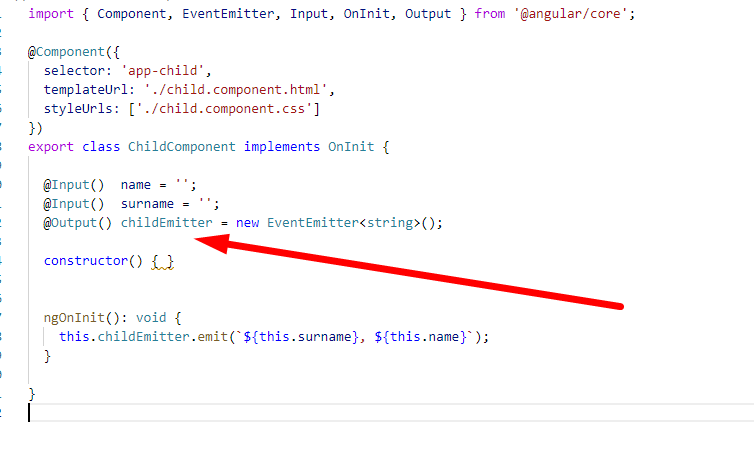 import { Component, EventEmitter, Input, OnInit, Output } from '@angular/core';
@Component({
selector: 'app-child',
templateUrl: './child.component.html',
styleUrls: ['./child.component.css']
})
export class ChildComponent implements OnInit {
@Input()  name = '';
@Input()  surname = '';
@Output() childEmitter = new EventEmitter<string>();
constructor() { }
ngOnInit(): void {
this.childEmitter.emit(`${this.surname}, ${this.name}`);
}
}